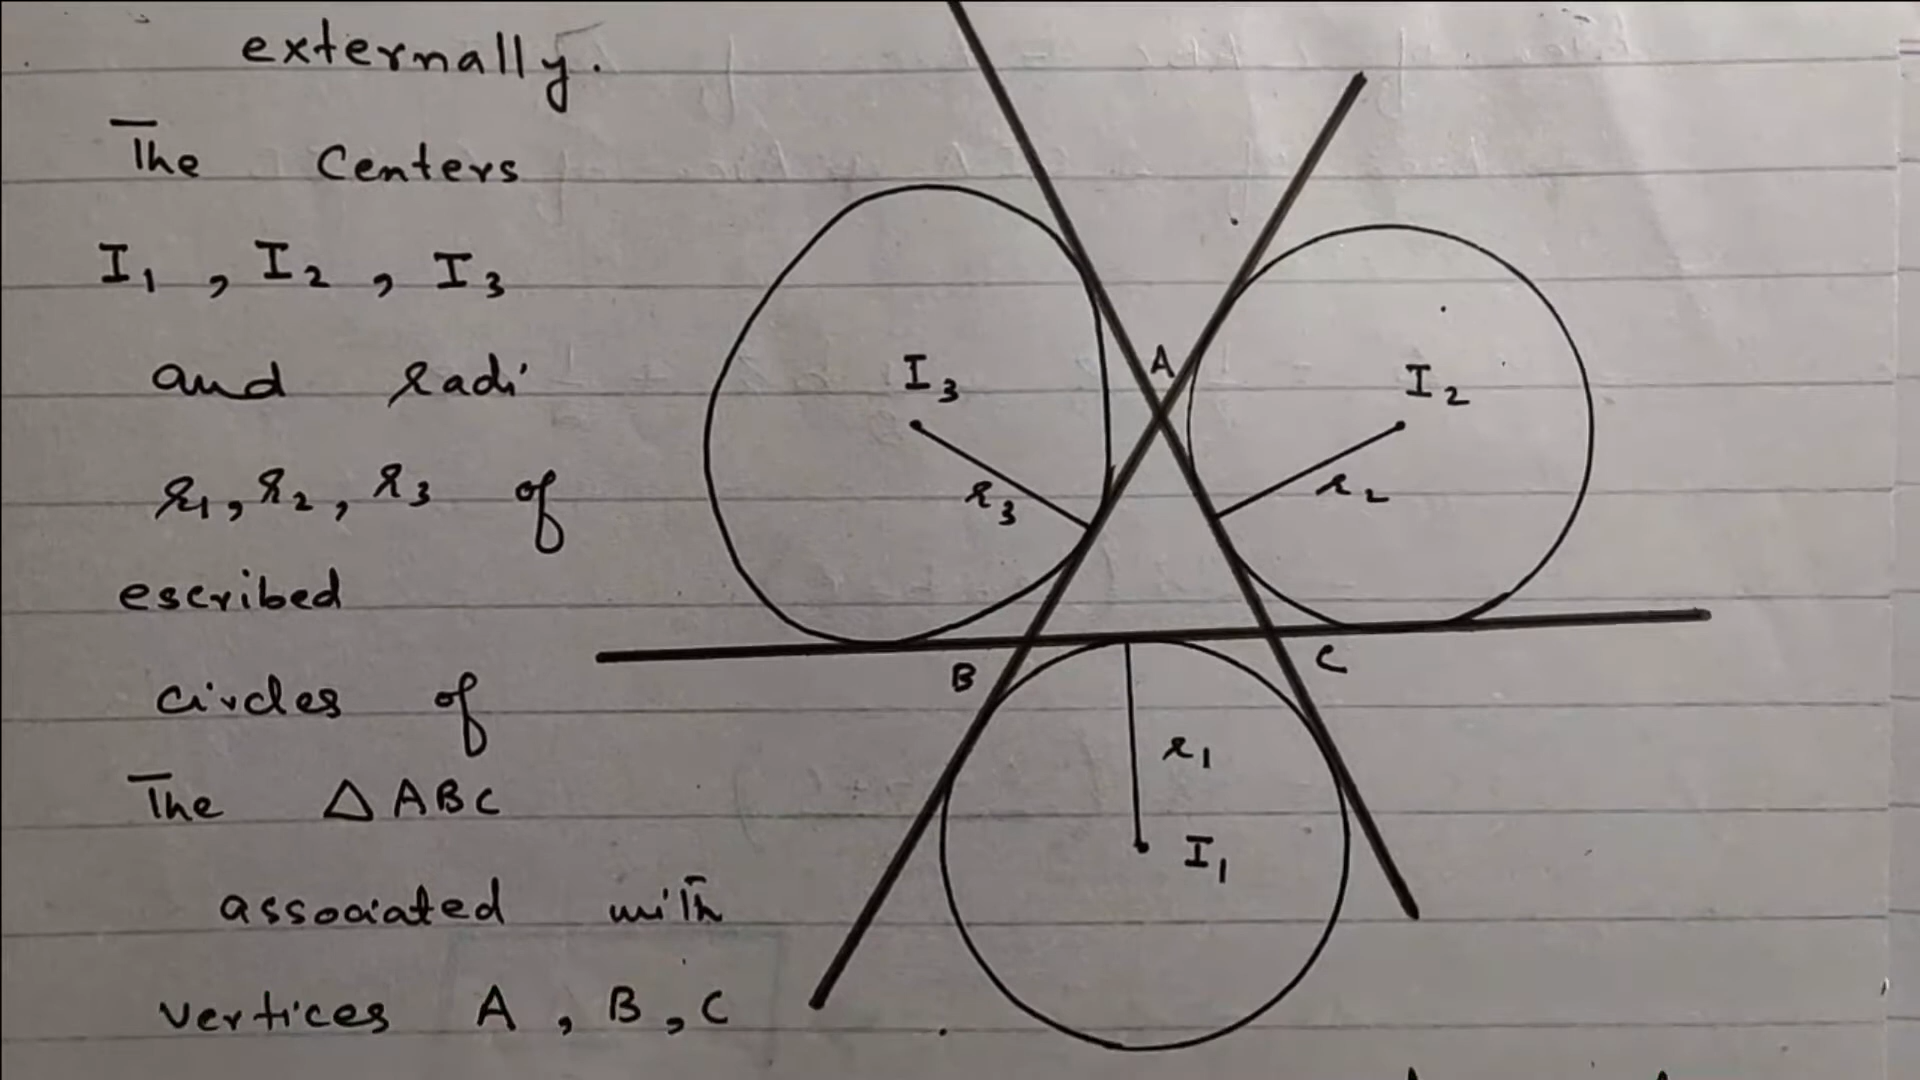 externally.
The Centers
I1 , I2 , I3
and radi
r1, r2, r3 of
escribed
circles of
The △ABC
associated with
vertices A , B , C
I3
r3
A
I2
r2
B
C
r1
I1